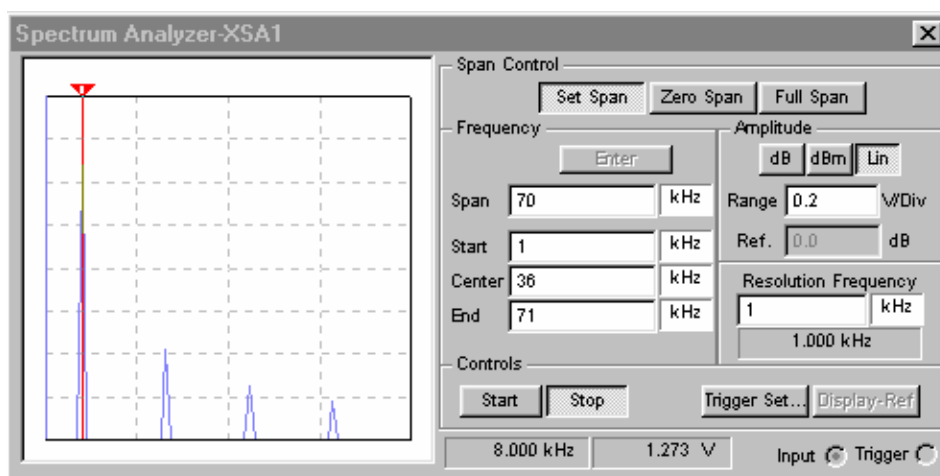 Spectrum Analyzer-XSA1
Span Control
Set Span Zero Span Full Span
Frequency
Enter
Span 70 kHz
Start 1 kHz
Center 36 kHz
End 71 kHz
Amplitude
dB dBm Lin
Range 0.2 V/Div
Ref. 0.0 dB
Resolution Frequency
1 kHz
1.000 kHz
Controls
Start Stop Trigger Set... Display-Ref
8.000 kHz 1.273 V Input Trigger